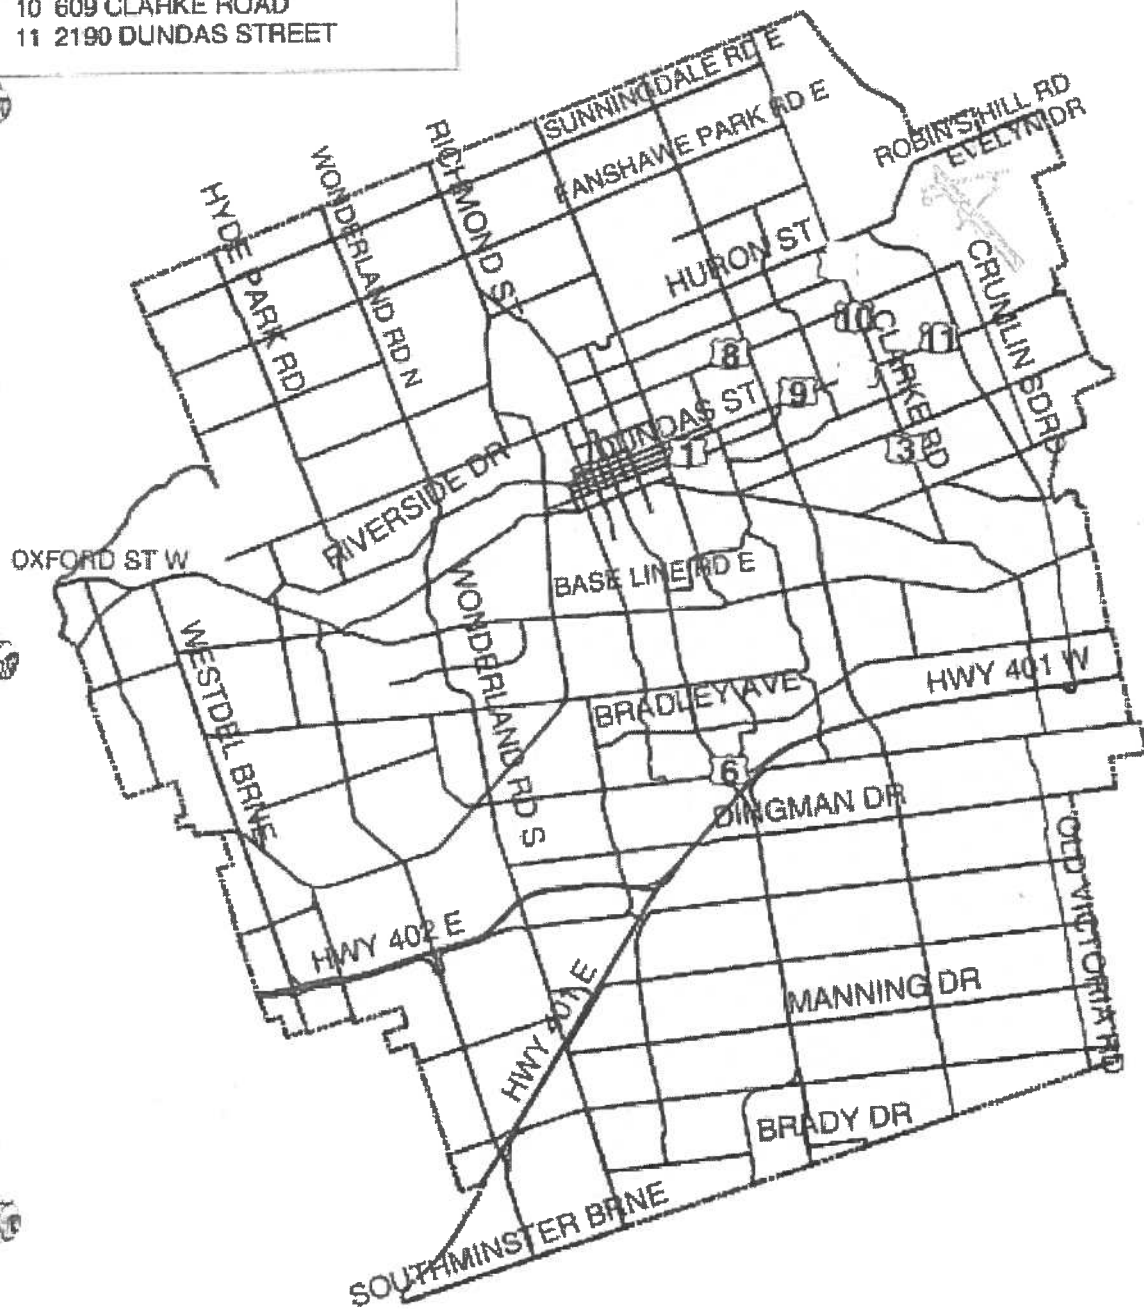 10 609 CLARKE ROAD
11 2190 DUNDAS STREET
SUNNINGDALE RD E
FANSHAWE PARK RD E
ROBIN'S HILL RD
EVELYN DR
RICHMOND ST
WONDERLAND RD N
HYDE PARK RD
HURON ST
CRUMLIN SDRD
CLARKE RD
10
11
8
9
DUNDAS ST
1
3
RIVERSIDE DR
OXFORD ST W
BASE LINE RD E
WONDERLAND RD S
WESTDEL BRNE
HWY 401 W
BRADLEY AVE
6
DINGMAN DR
OLD VICTORIA RD
HWY 402 E
MANNING DR
HWY 401 E
BRADY DR
SOUTHMINSTER BRNE